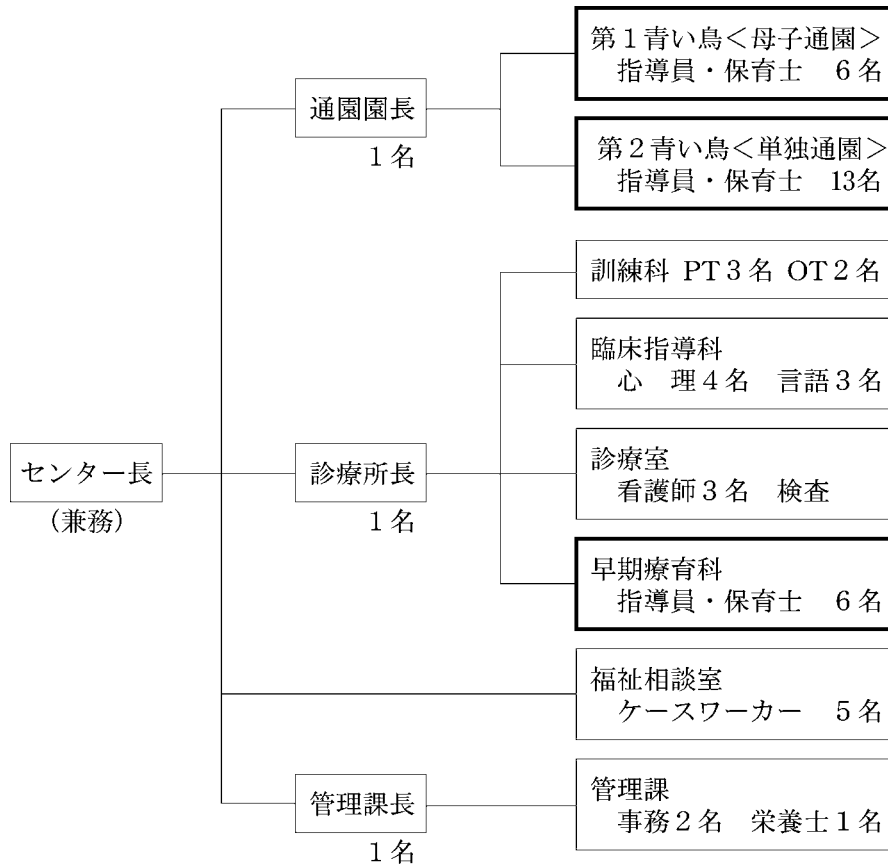 第１青い鳥＜母子通園＞
指導員・保育士　６名
通園園長
１名
第２青い鳥＜単独通園＞
指導員・保育士　13名
訓練科 PT３名 OT２名
臨床指導科
心　理４名　言語３名
センター長
（兼務）
診療所長
１名
診療室
看護師３名　検査
早期療育科
指導員・保育士　６名
福祉相談室
ケースワーカー　５名
管理課長
１名
管理課
事務２名　栄養士１名